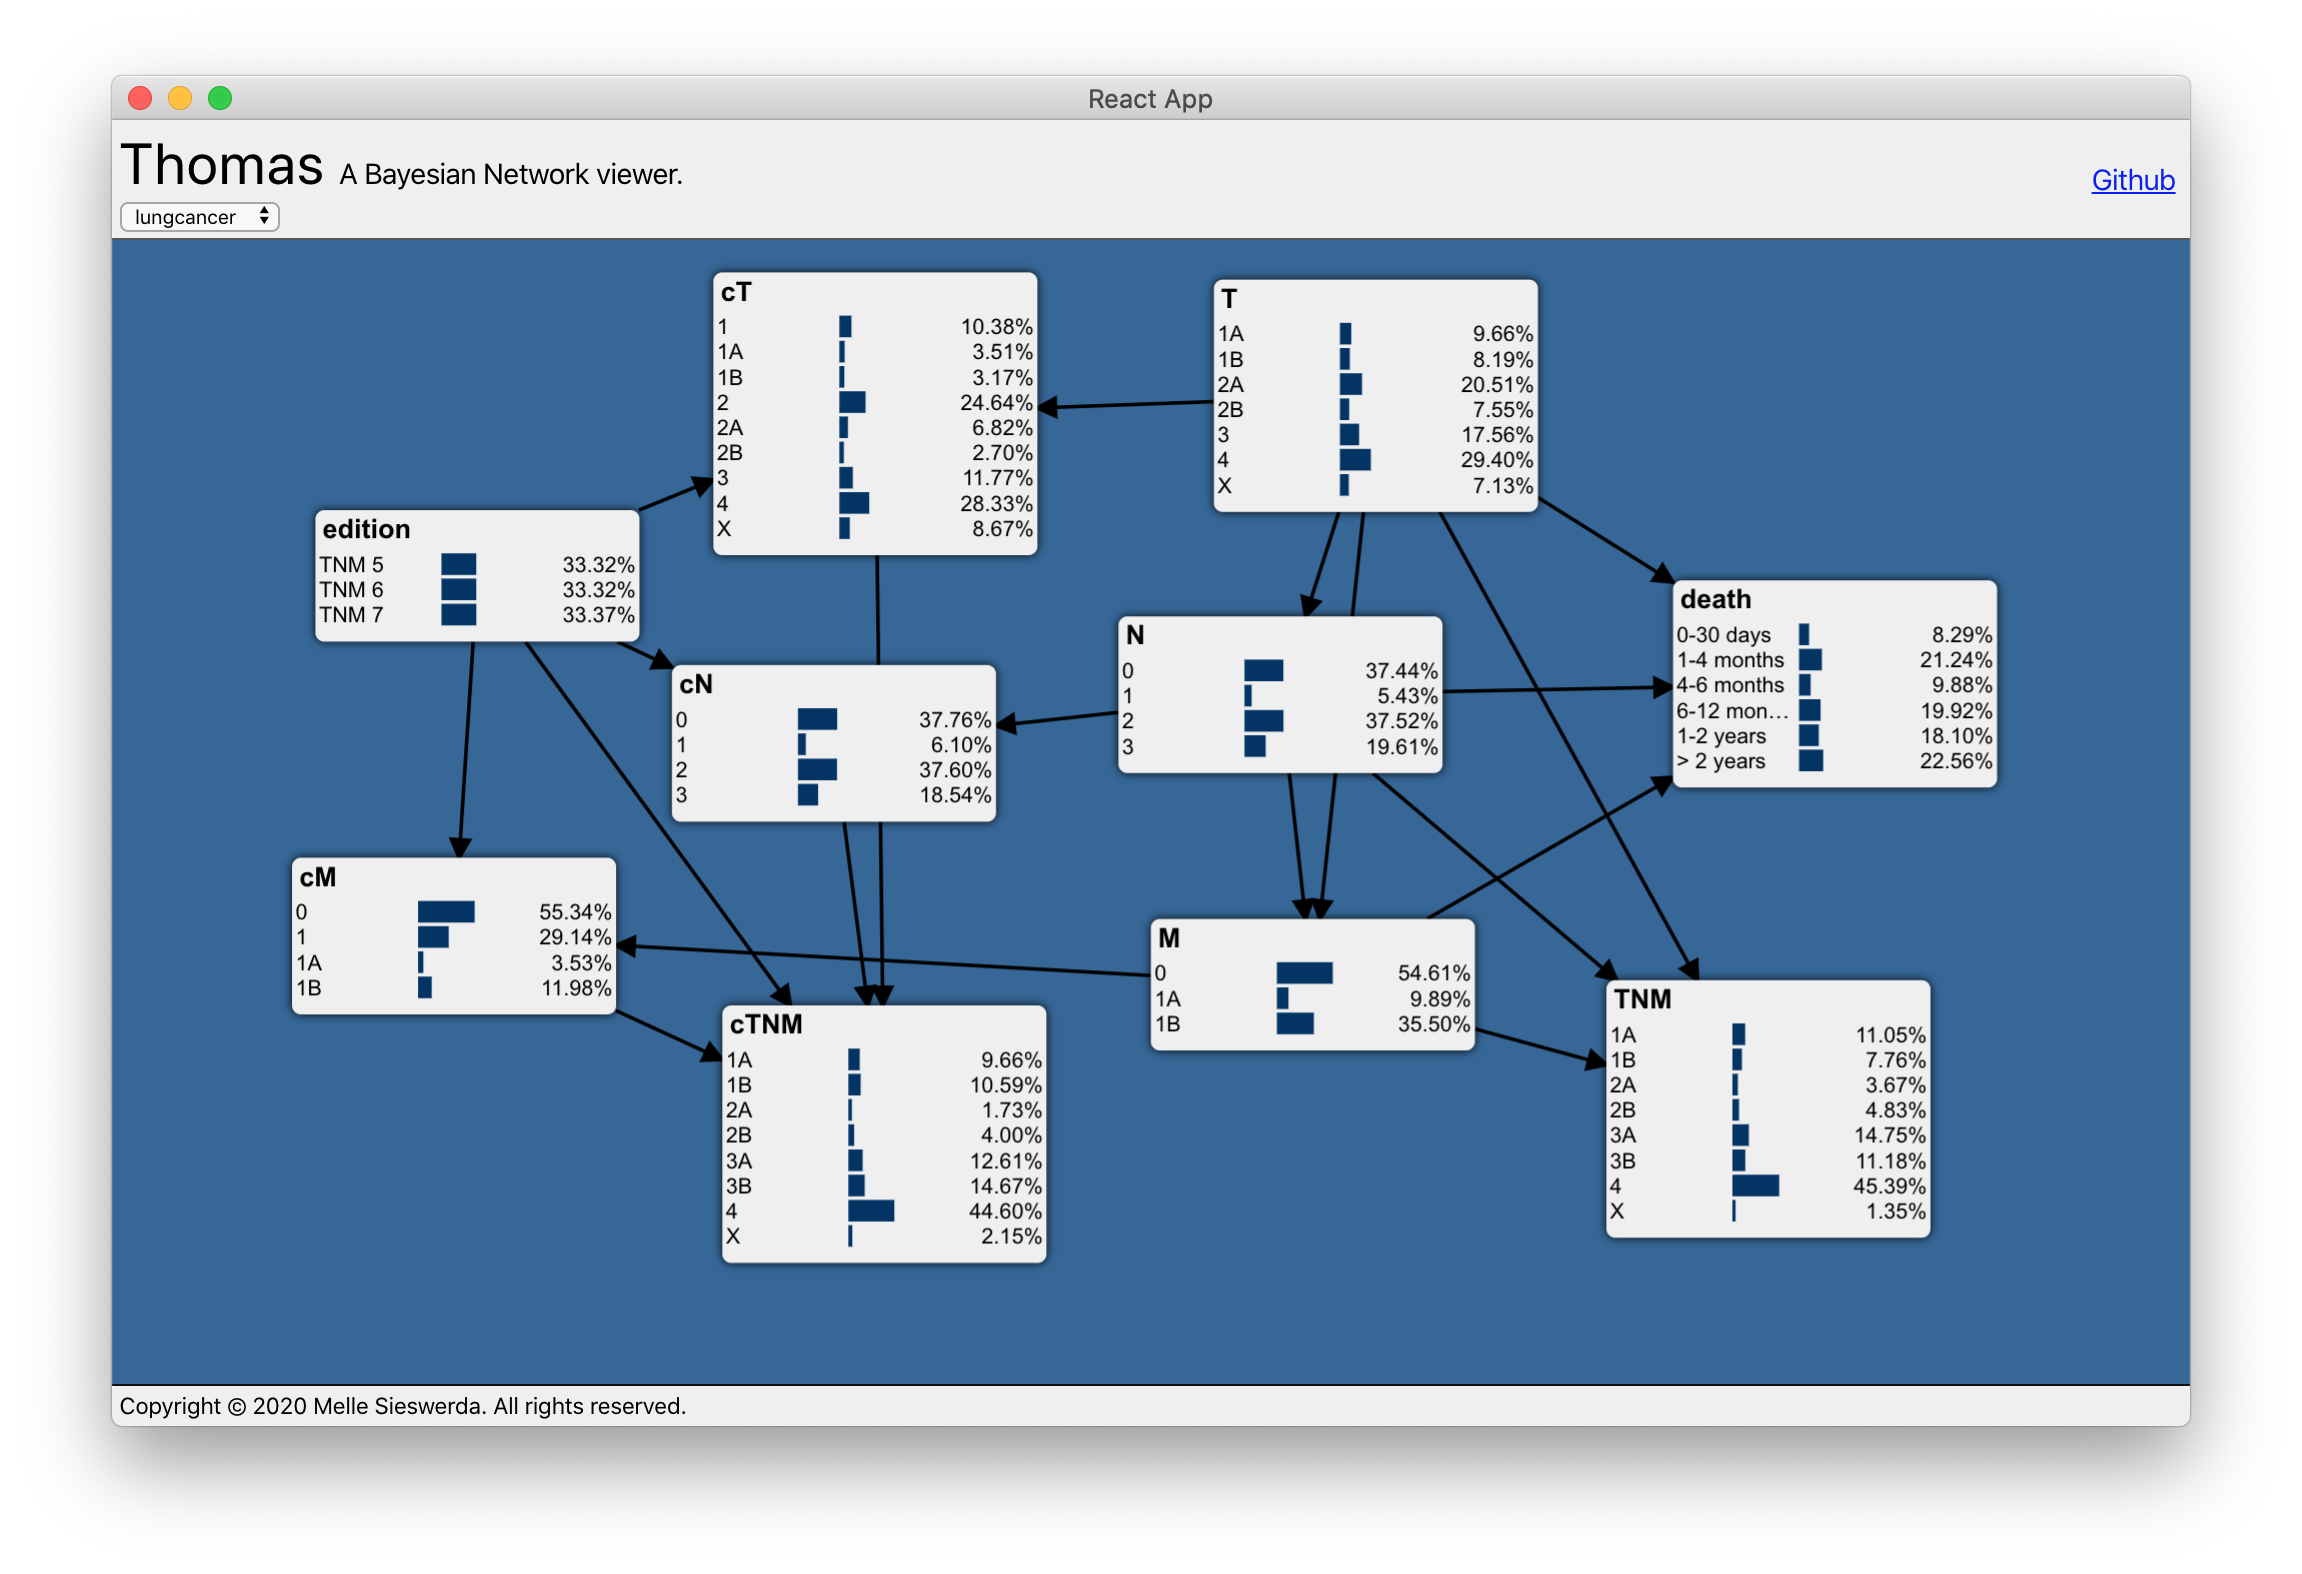 React App
Thomas A Bayesian Network viewer.
Github
lungcancer
cT
1 10.38%
1A 3.51%
1B 3.17%
2 24.64%
2A 6.82%
2B 2.70%
3 11.77%
4 28.33%
X 8.67%
T
1A 9.66%
1B 8.19%
2A 20.51%
2B 7.55%
3 17.56%
4 29.40%
X 7.13%
edition
TNM 5 33.32%
TNM 6 33.32%
TNM 7 33.37%
death
0-30 days 8.29%
1-4 months 21.24%
4-6 months 9.88%
6-12 mon... 19.92%
1-2 years 18.10%
> 2 years 22.56%
N
0 37.44%
1 5.43%
2 37.52%
3 19.61%
cN
0 37.76%
1 6.10%
2 37.60%
3 18.54%
cM
0 55.34%
1 29.14%
1A 3.53%
1B 11.98%
M
0 54.61%
1A 9.89%
1B 35.50%
TNM
1A 11.05%
1B 7.76%
2A 3.67%
2B 4.83%
3A 14.75%
3B 11.18%
4 45.39%
X 1.35%
cTNM
1A 9.66%
1B 10.59%
2A 1.73%
2B 4.00%
3A 12.61%
3B 14.67%
4 44.60%
X 2.15%
Copyright © 2020 Melle Sieswerda. All rights reserved.